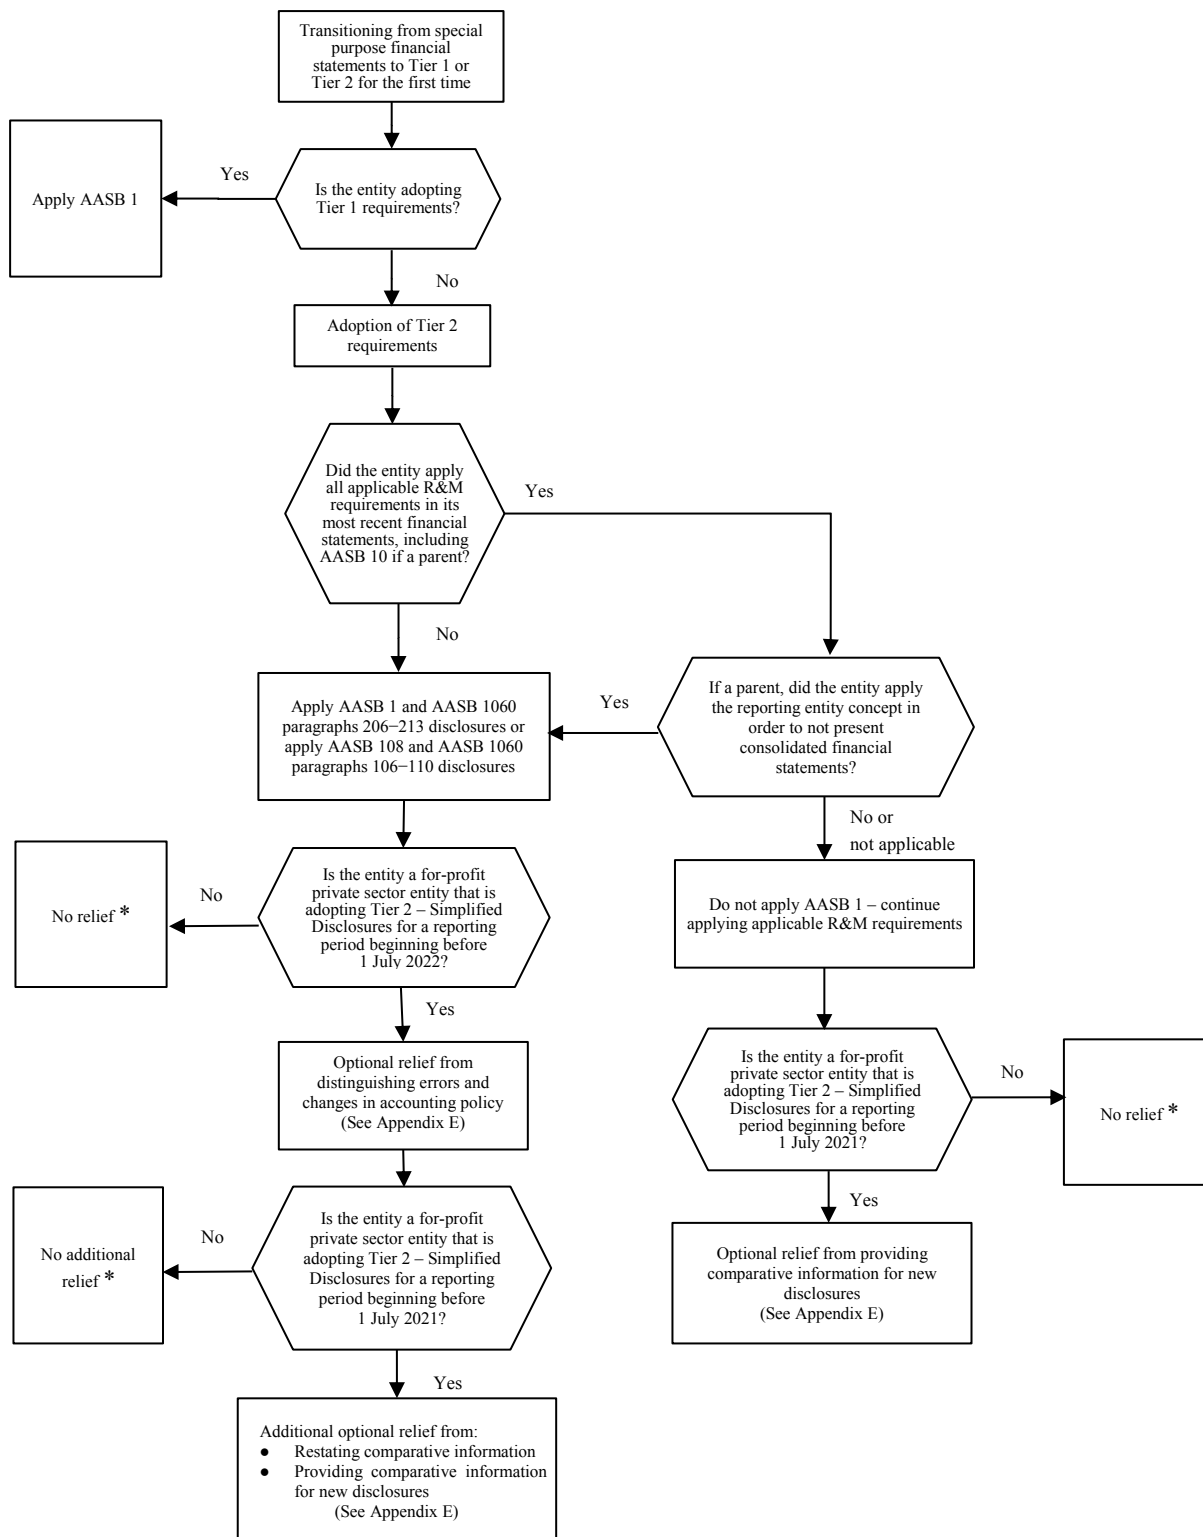 Transitioning from special
purpose financial
statements to Tier 1 or
Tier 2 for the first time
Yes
Apply AASB 1
Is the entity adopting
Tier 1 requirements?
No
Adoption of Tier 2
requirements
Did the entity apply
all applicable R&M
requirements in its
most recent financial
statements, including
AASB 10 if a parent?
Yes
No
Apply AASB 1 and AASB 1060
paragraphs 206–213 disclosures or
apply AASB 108 and AASB 1060
paragraphs 106–110 disclosures
Yes
If a parent, did the entity apply
the reporting entity concept in
order to not present
consolidated financial
statements?
No or
not applicable
No relief *
No
Is the entity a for-profit
private sector entity that is
adopting Tier 2 – Simplified
Disclosures for a reporting
period beginning before
1 July 2022?
Do not apply AASB 1 – continue
applying applicable R&M requirements
Yes
Optional relief from
distinguishing errors and
changes in accounting policy
(See Appendix E)
Is the entity a for-profit
private sector entity that is
adopting Tier 2 – Simplified
Disclosures for a reporting
period beginning before
1 July 2021?
No
No relief *
No additional
relief *
No
Is the entity a for-profit
private sector entity that is
adopting Tier 2 – Simplified
Disclosures for a reporting
period beginning before
1 July 2021?
Yes
Optional relief from providing
comparative information for new
disclosures
(See Appendix E)
Yes
Additional optional relief from:
● Restating comparative information
● Providing comparative information
for new disclosures
(See Appendix E)